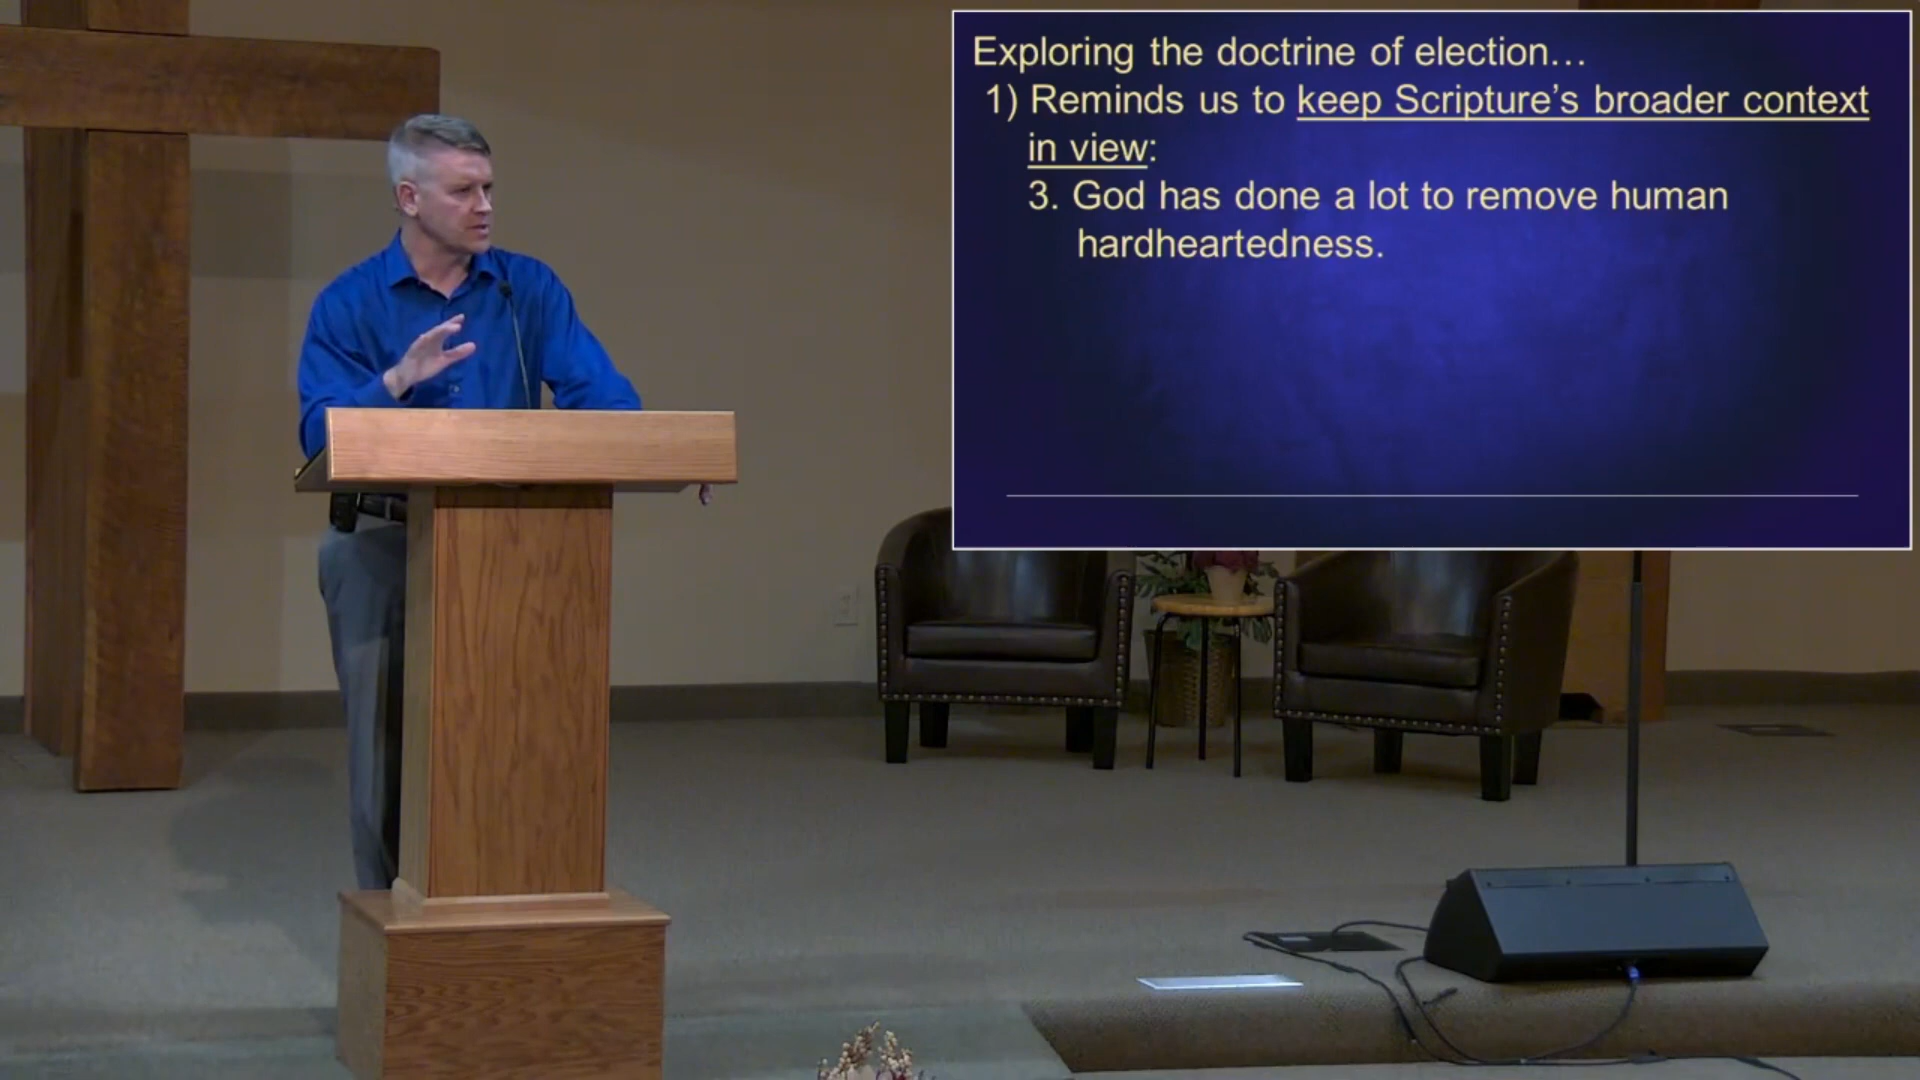 Exploring the doctrine of election…
1) Reminds us to keep Scripture’s broader context
in view:
3. God has done a lot to remove human
hardheartedness.